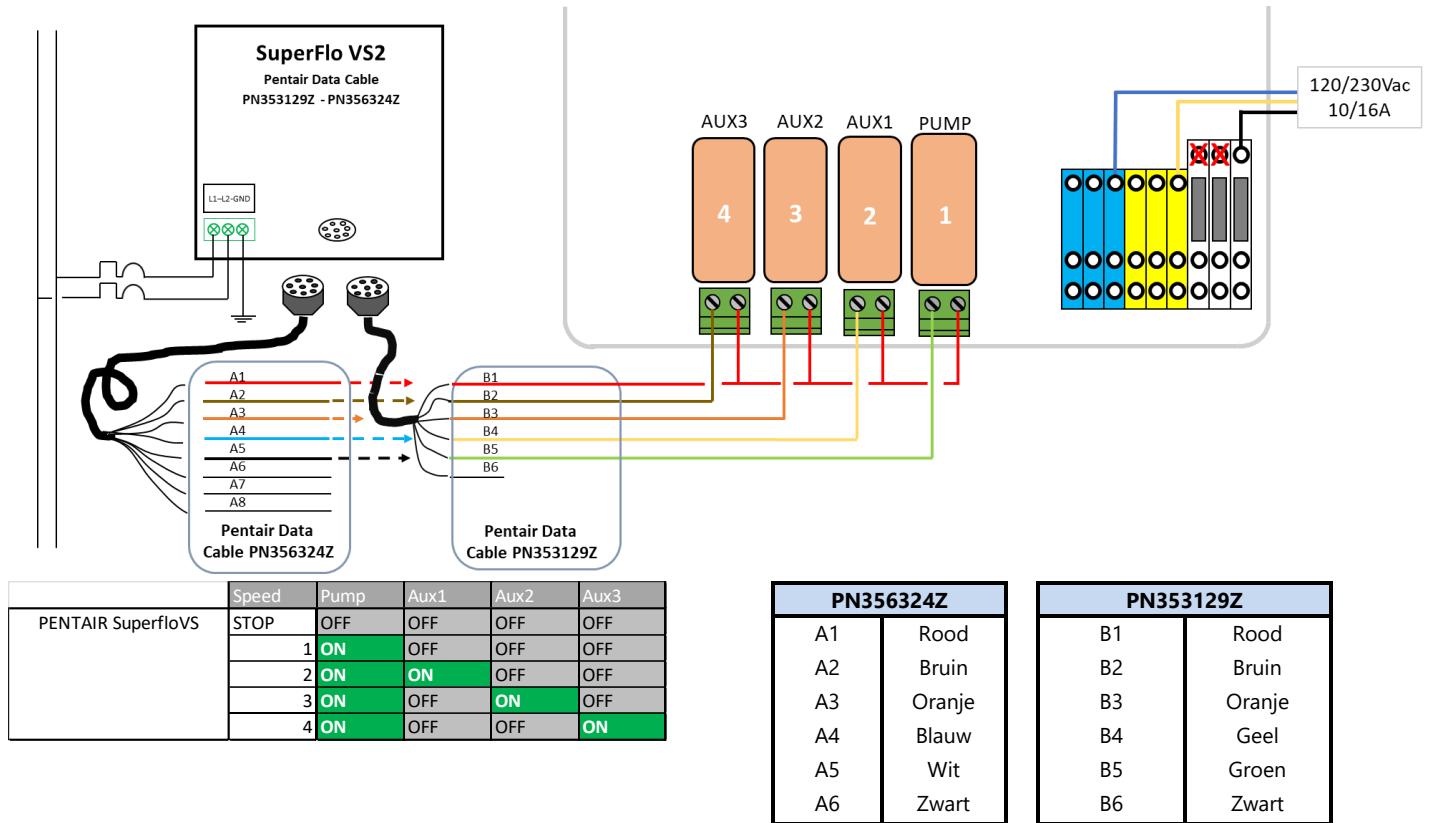 SuperFlo VS2
Pentair Data Cable
PN353129Z - PN356324Z
L1–L2-GND
AUX3 AUX2 AUX1 PUMP
4 3 2 1
120/230Vac
10/16A
A1
A2
A3
A4
A5
A6
A7
A8
Pentair Data
Cable PN356324Z
B1
B2
B3
B4
B5
B6
Pentair Data
Cable PN353129Z
Speed Pump Aux1 Aux2 Aux3
PENTAIR SuperfloVS STOP OFF OFF OFF OFF
1 ON OFF OFF OFF
2 ON ON OFF OFF
3 ON OFF ON OFF
4 ON OFF OFF ON
PN356324Z
A1 Rood
A2 Bruin
A3 Oranje
A4 Blauw
A5 Wit
A6 Zwart
PN353129Z
B1 Rood
B2 Bruin
B3 Oranje
B4 Geel
B5 Groen
B6 Zwart